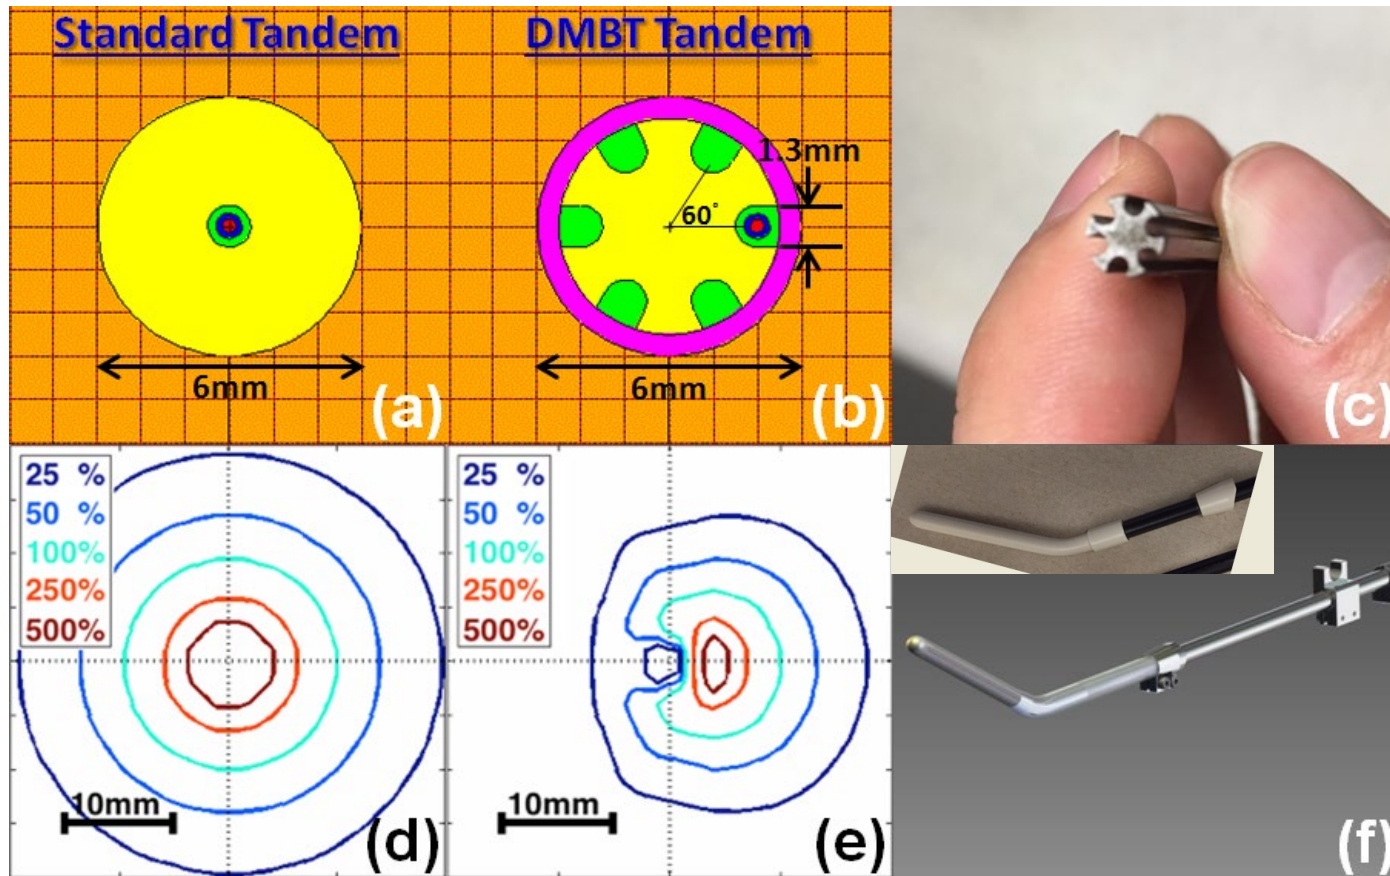 Standard Tandem
6mm
(a)
DMBT Tandem
1.3mm
60°
6mm
(b)
(c)
25 %
50 %
100%
250%
500%
10mm
(d)
25 %
50 %
100%
250%
500%
10mm
(e)
(f)